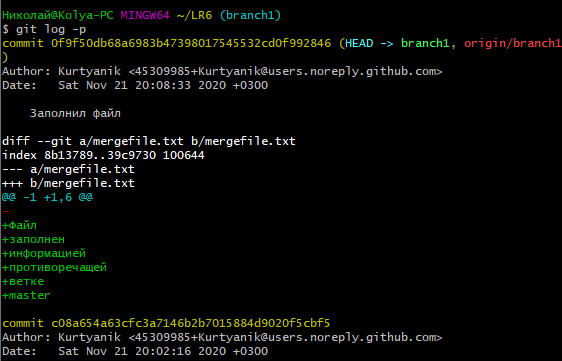 Николай@Kolya-PC MINGW64 ~/LR6 (branch1)
$ git log -p
commit 0f9f50db68a6983b47398017545532cd0f992846 (HEAD -> branch1, origin/branch1
)
Author: Kurtyanik <45309985+Kurtyanik@users.noreply.github.com>
Date:   Sat Nov 21 20:08:33 2020 +0300
    Заполнил файл
diff --git a/mergefile.txt b/mergefile.txt
index 8b13789..39c9730 100644
--- a/mergefile.txt
+++ b/mergefile.txt
@@ -1 +1,6 @@
-
+Файл
+заполнен
+информацией
+противоречащей
+ветке
+master
commit c08a654a63cfc3a7146b2b7015884d9020f5cbf5
Author: Kurtyanik <45309985+Kurtyanik@users.noreply.github.com>
Date:   Sat Nov 21 20:02:16 2020 +0300